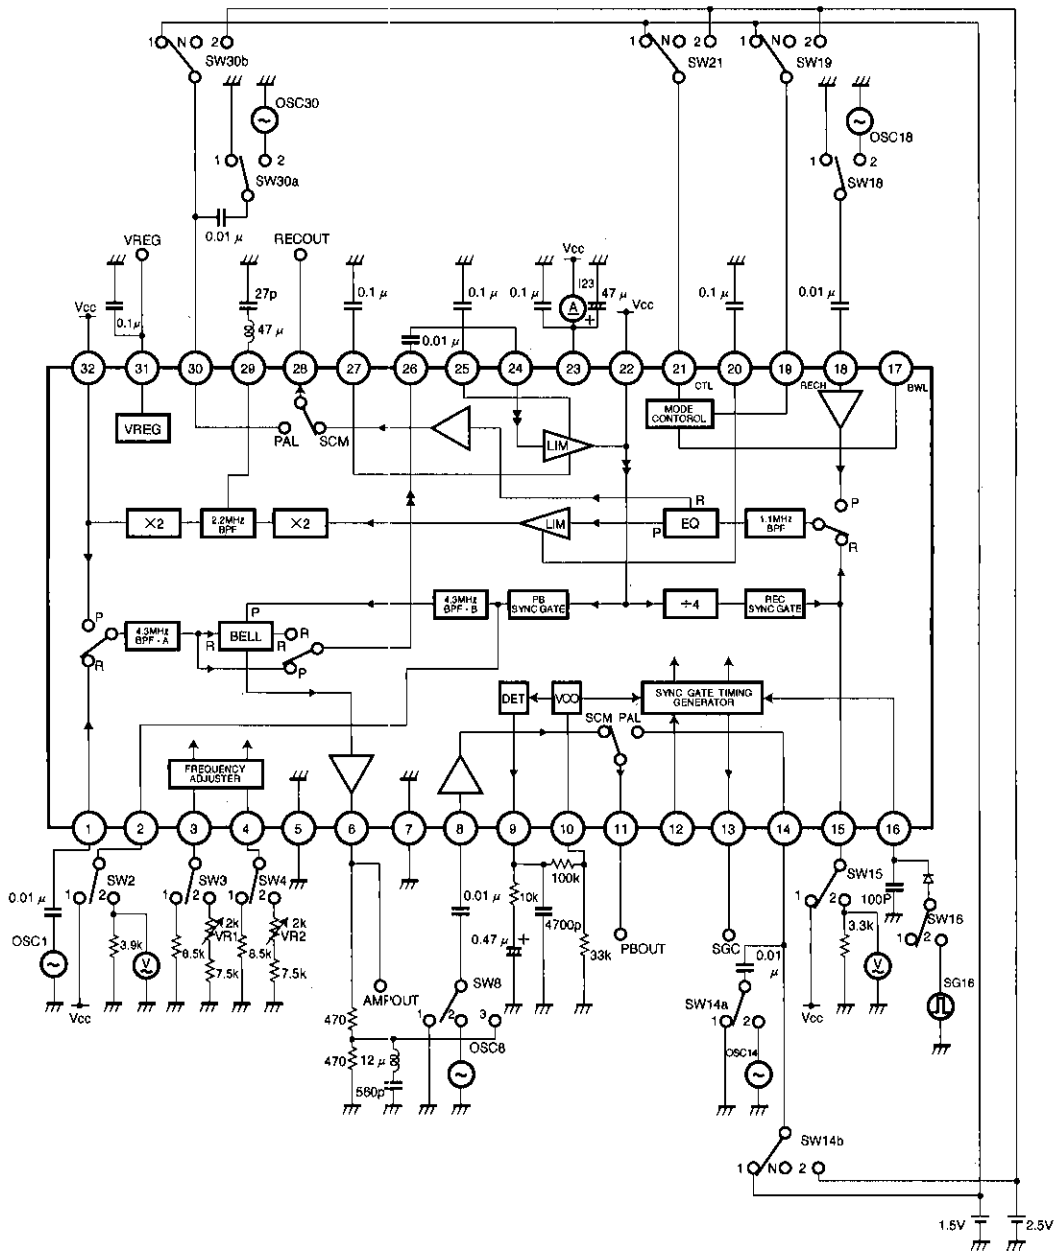 1 N 2
SW30b
1 N 2
SW21
1 N 2
SW19
OSC30
1 2
SW30a
0.01 μ
OSC18
1 2
SW18
VREG
RECOUT
Vcc
0.1μ
27p
47 μ
0.1 μ
0.01 μ
0.1 μ
0.1 μ
Vcc
I23
A
+
47 μ
Vcc
0.1 μ
0.01 μ
32 31 30 29 28 27 26 25 24 23 22 21 20 19 18 17
CTL
RECH
BWL
VREG
PAL
SCM
LIM
MODE
CONTOROL
×2
2.2MHz
BPF
×2
LIM
R
P
EQ
1.1MHz
BPF
P
R
P
4.3MHz
BPF - B
PB
SYNC GATE
÷4
REC
SYNC GATE
P
R
4.3MHz
BPF - A
R
BELL
R
R
P
DET
VCO
SYNC GATE TIMING
GENERATOR
SCM PAL
FREQUENCY
ADJUSTER
1 2 3 4 5 6 7 8 9 10 11 12 13 14 15 16
0.01 μ
OSC1
SW2
1 2
3.9k
V
Vcc
SW3
1 2
8.5k
2k
VR1
7.5k
SW4
1 2
8.5k
2k
VR2
7.5k
AMPOUT
470
470
12 μ
560p
0.01 μ
SW8
1 2 3
OSC8
10k
0.47 μ
+
4700p
100k
33k
PBOUT
SGC
0.01
μ
SW14a
1 2
OSC14
SW14b
1 N 2
SW15
1 2
3.3k
V
Vcc
100P
SW16
1 2
SG16
1.5V
2.5V